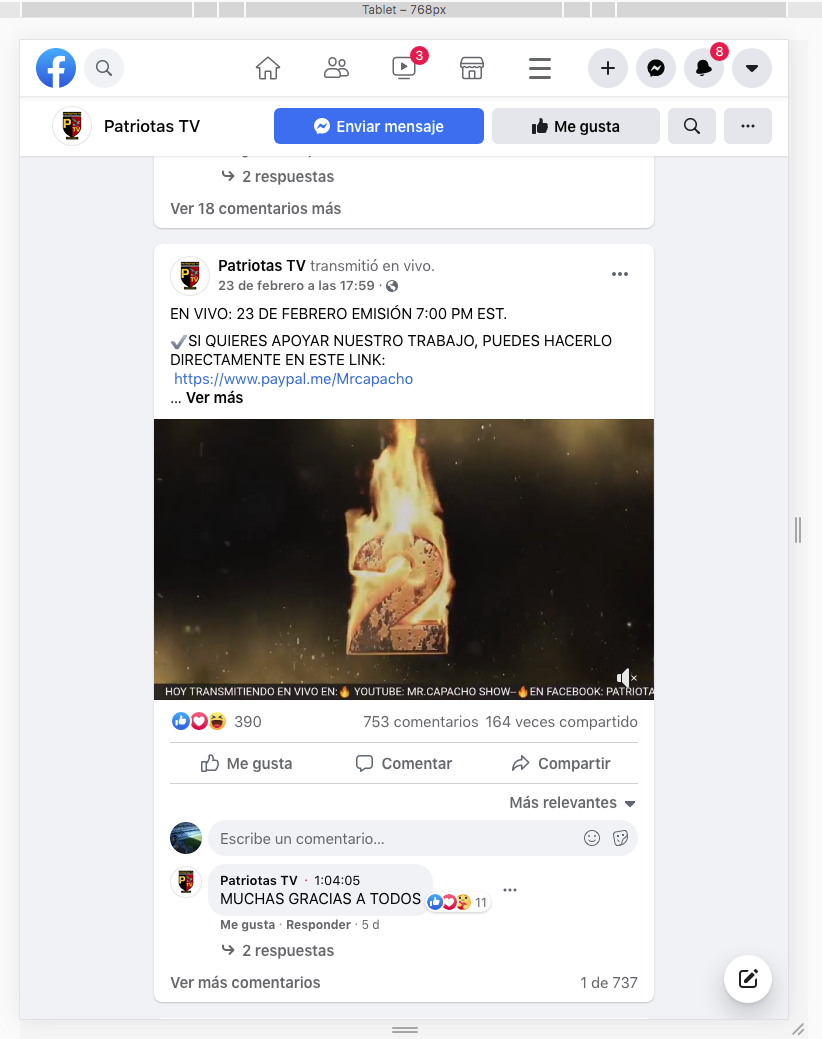 Tablet – 768px
3
8
Patriotas TV
Enviar mensaje
Me gusta
2 respuestas
Ver 18 comentarios más
Patriotas TV transmitió en vivo.
23 de febrero a las 17:59 ·
EN VIVO: 23 DE FEBRERO EMISIÓN 7:00 PM EST.
✔️SI QUIERES APOYAR NUESTRO TRABAJO, PUEDES HACERLO
DIRECTAMENTE EN ESTE LINK:
https://www.paypal.me/Mrcapacho
... Ver más
2
HOY TRANSMITIENDO EN VIVO EN:🔥 YOUTUBE: MR.CAPACHO SHOW--🔥EN FACEBOOK: PATRIOTA
390
753 comentarios 164 veces compartido
Me gusta
Comentar
Compartir
Más relevantes
Escribe un comentario...
Patriotas TV · 1:04:05
MUCHAS GRACIAS A TODOS
11
Me gusta · Responder · 5 d
2 respuestas
Ver más comentarios
1 de 737